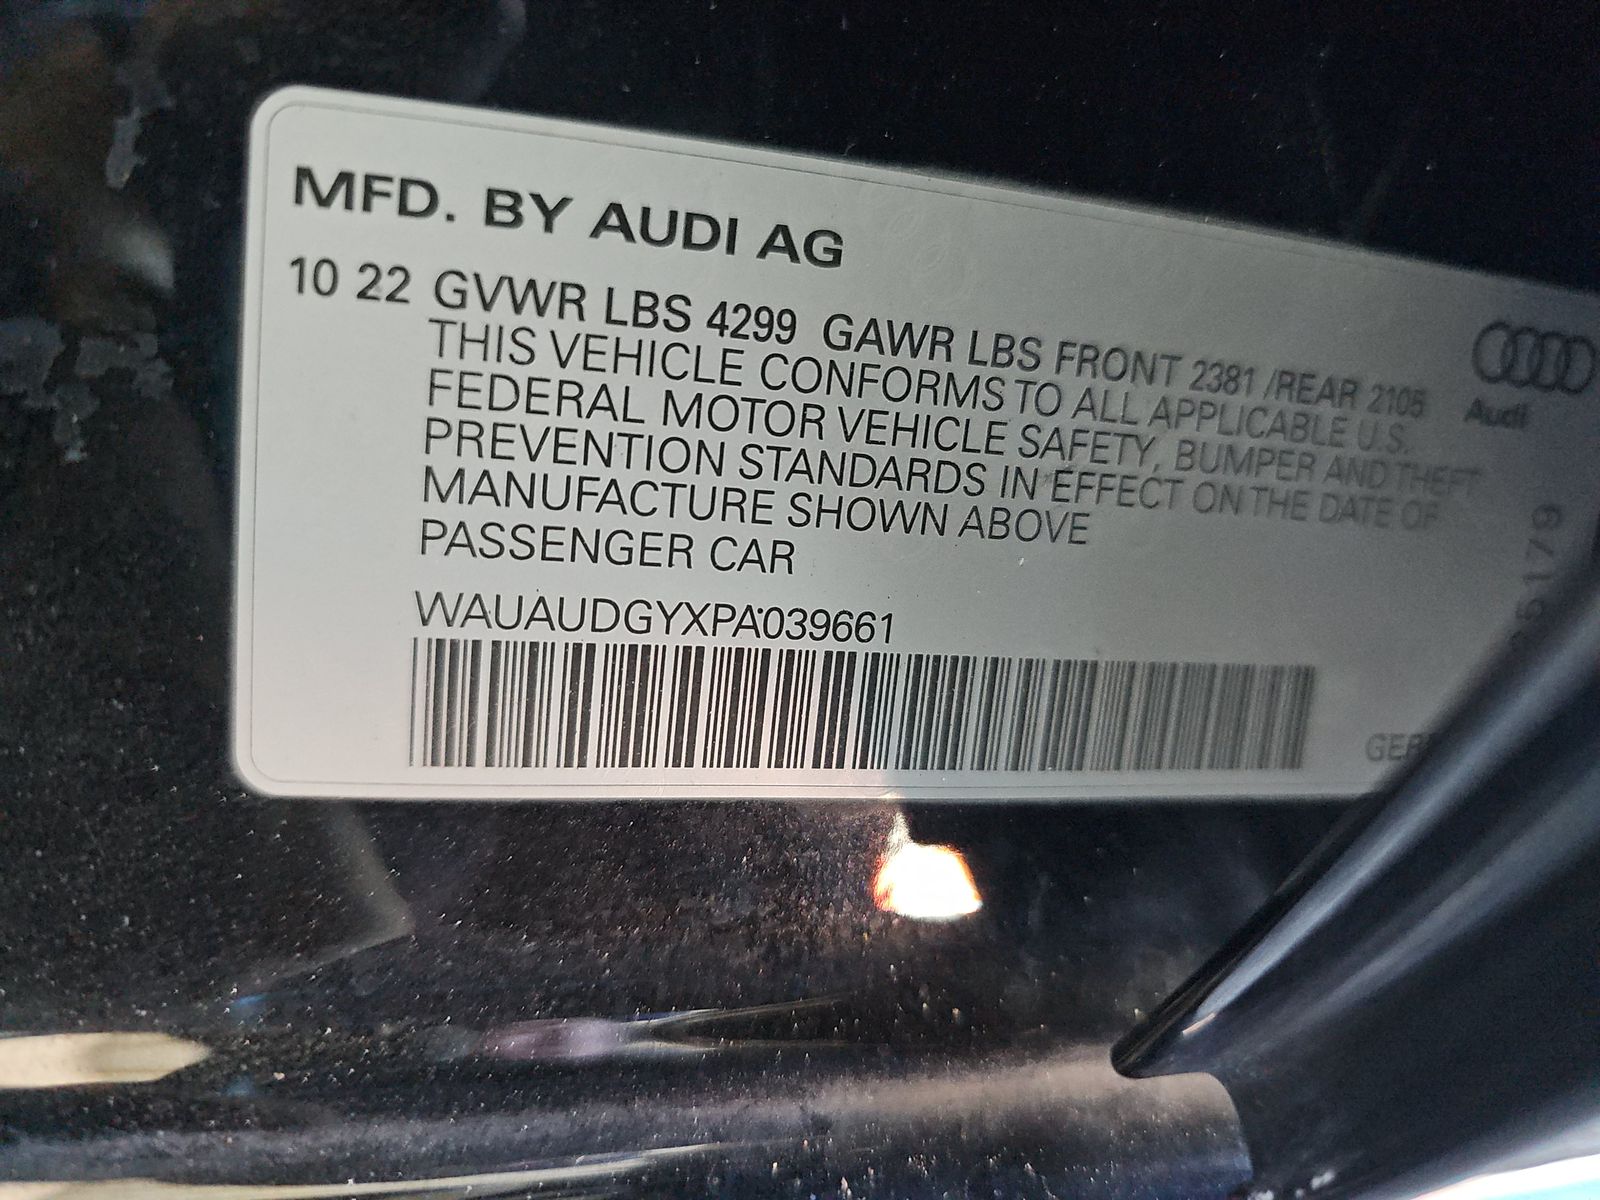 MFD. BY AUDI AG
10 22 GVWR LBS 4299 GAWR LBS FRONT 2381 /REAR 2105
THIS VEHICLE CONFORMS TO ALL APPLICABLE U.S.
FEDERAL MOTOR VEHICLE SAFETY, BUMPER AND THEFT
PREVENTION STANDARDS IN EFFECT ON THE DATE OF
MANUFACTURE SHOWN ABOVE
PASSENGER CAR
WAUAUDGYXPA039661
Audi